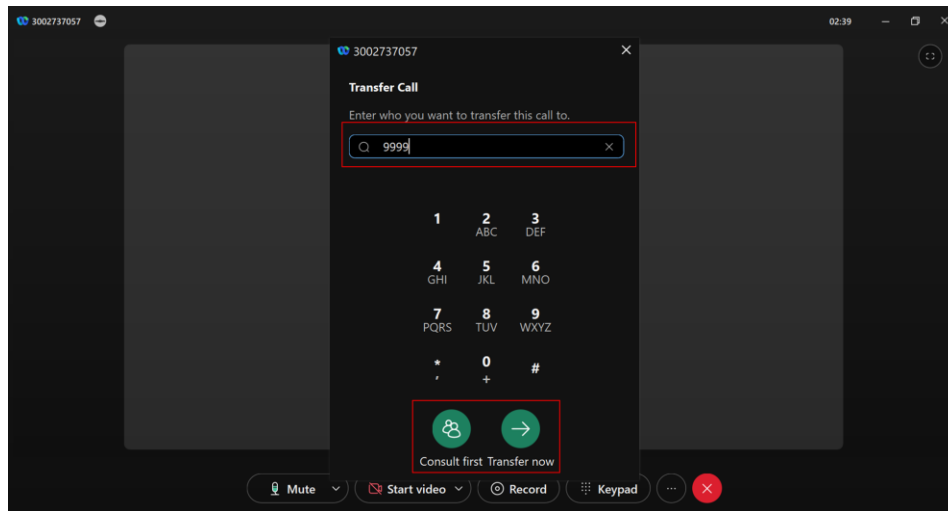 3002737057
02:39
3002737057
Transfer Call
Enter who you want to transfer this call to.
9999
1 2 3
ABC DEF
4 5 6
GHI JKL MNO
7 8 9
PQRS TUV WXYZ
* 0 #
, +
Consult first Transfer now
Mute Start video Record Keypad